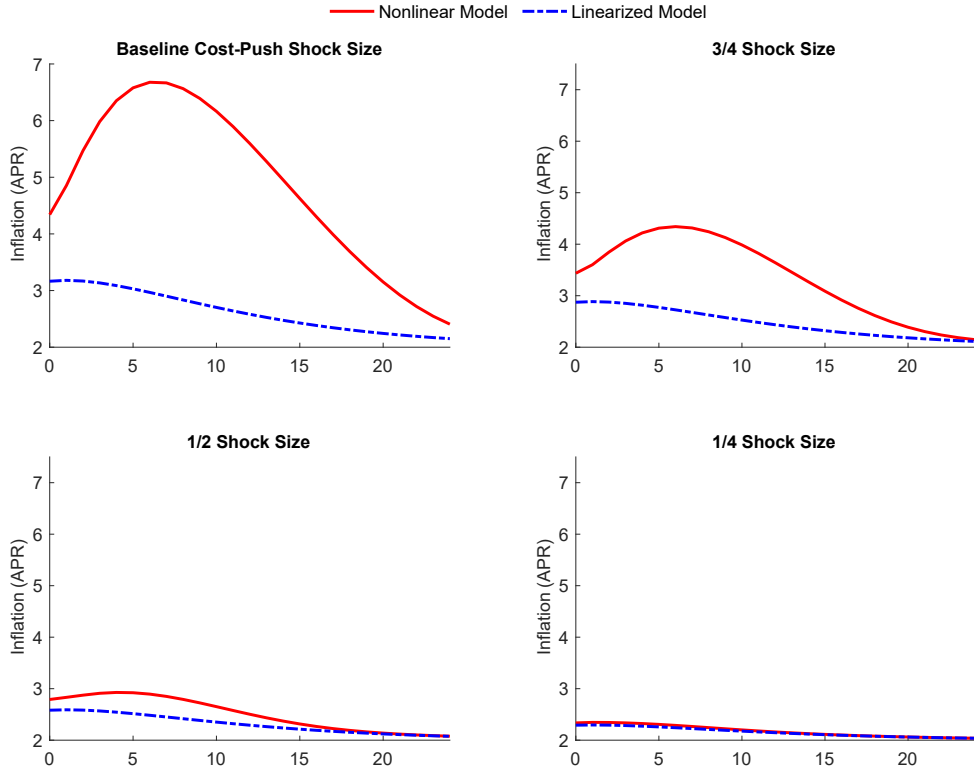 Nonlinear Model Linearized Model
Baseline Cost-Push Shock Size
Inflation (APR)
7
6
5
4
3
2
0 5 10 15 20
3/4 Shock Size
Inflation (APR)
7
6
5
4
3
2
0 5 10 15 20
1/2 Shock Size
Inflation (APR)
7
6
5
4
3
2
0 5 10 15 20
1/4 Shock Size
Inflation (APR)
7
6
5
4
3
2
0 5 10 15 20